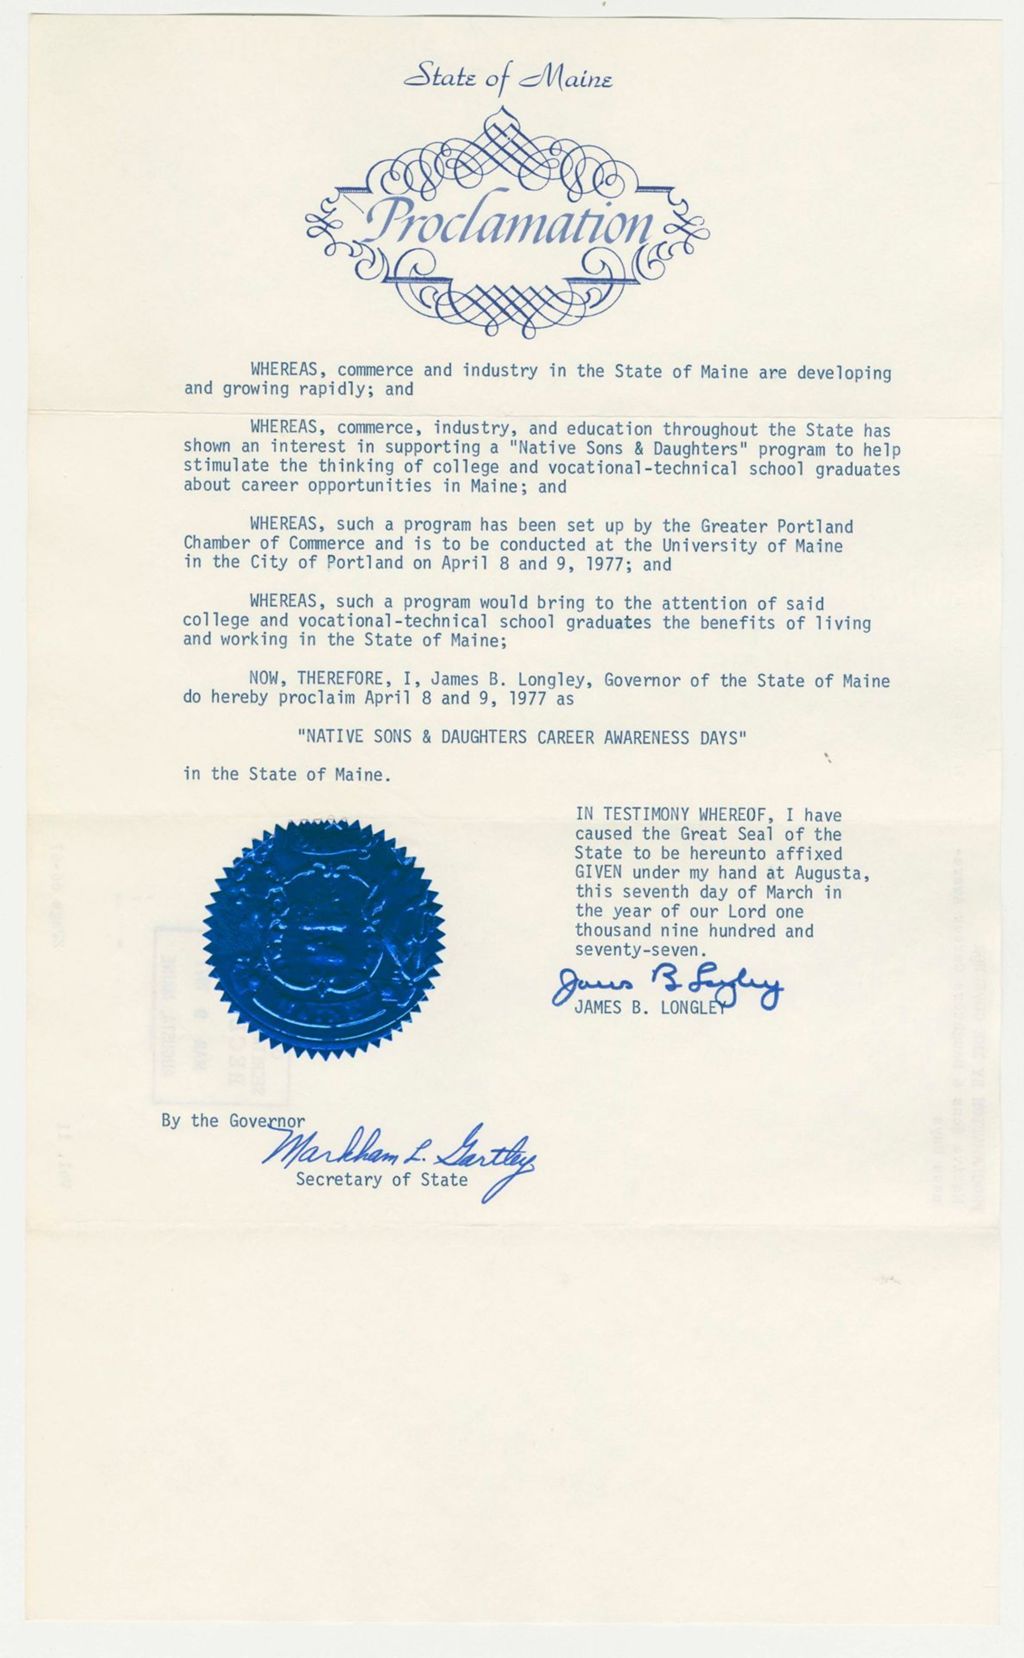 State of Maine
Proclamation
WHEREAS, commerce and industry in the State of Maine are developing
and growing rapidly; and
WHEREAS, commerce, industry, and education throughout the State has
shown an interest in supporting a "Native Sons & Daughters" program to help
stimulate the thinking of college and vocational-technical school graduates
about career opportunities in Maine; and
WHEREAS, such a program has been set up by the Greater Portland
Chamber of Commerce and is to be conducted at the University of Maine
in the City of Portland on April 8 and 9, 1977; and
WHEREAS, such a program would bring to the attention of said
college and vocational-technical school graduates the benefits of living
and working in the State of Maine;
NOW, THEREFORE, I, James B. Longley, Governor of the State of Maine
do hereby proclaim April 8 and 9, 1977 as
"NATIVE SONS & DAUGHTERS CAREER AWARENESS DAYS"
in the State of Maine.
IN TESTIMONY WHEREOF, I have
caused the Great Seal of the
State to be hereunto affixed
GIVEN under my hand at Augusta,
this seventh day of March in
the year of our Lord one
thousand nine hundred and
seventy-seven.
James B Longley
JAMES B. LONGLEY
By the Governor
Markham L. Gartley
Secretary of State